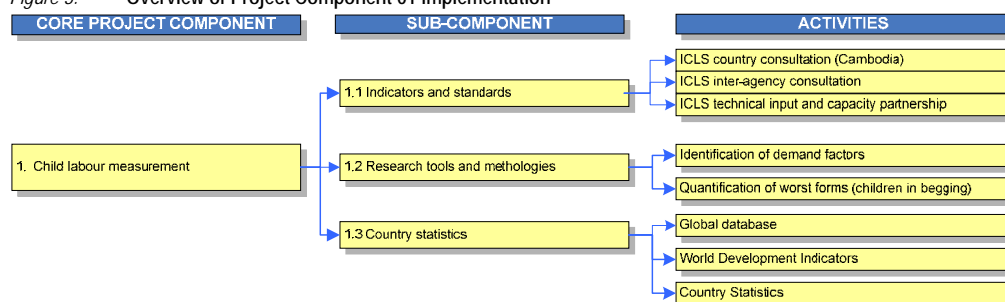 Figure 3. Overview of Project Component 01 Implementation
CORE PROJECT COMPONENT
SUB-COMPONENT
ACTIVITIES
1. Child labour measurement
1.1 Indicators and standards
ICLS country consultation (Cambodia)
ICLS inter-agency consultation
ICLS technical input and capacity partnership
1.2 Research tools and methologies
Identification of demand factors
Quantification of worst forms (children in begging)
1.3 Country statistics
Global database
World Development Indicators
Country Statistics